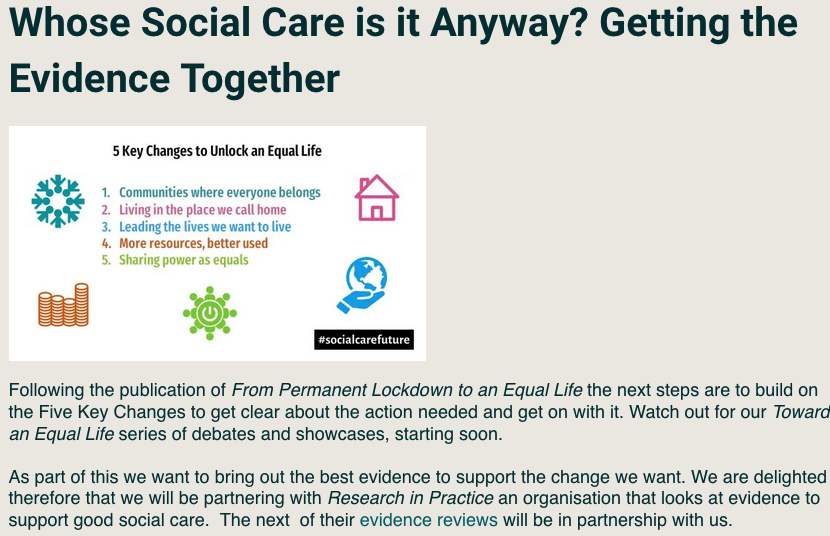 Whose Social Care is it Anyway? Getting the
Evidence Together
5 Key Changes to Unlock an Equal Life
1. Communities where everyone belongs
2. Living in the place we call home
3. Leading the lives we want to live
4. More resources, better used
5. Sharing power as equals
#socialcarefuture
Following the publication of From Permanent Lockdown to an Equal Life the next steps are to build on
the Five Key Changes to get clear about the action needed and get on with it. Watch out for our Toward
an Equal Life series of debates and showcases, starting soon.
As part of this we want to bring out the best evidence to support the change we want. We are delighted
therefore that we will be partnering with Research in Practice an organisation that looks at evidence to
support good social care.  The next  of their evidence reviews will be in partnership with us.